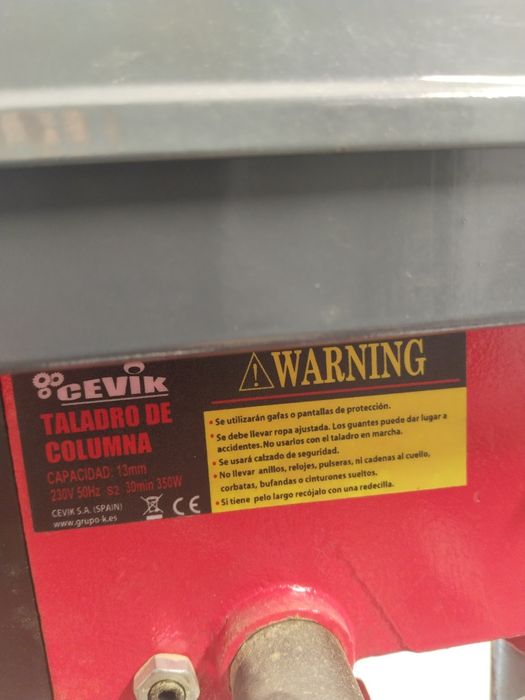 CEVIK
TALADRO DE
COLUMNA
CAPACIDAD: 13mm
230V 50Hz S2 30min 350W
CEVIK S.A. (SPAIN)
www.grupo-k.es
CE
WARNING
• Se utilizarán gafas o pantallas de protección.
• Se debe llevar ropa ajustada. Los guantes puede dar lugar a
accidentes. No usarlos con el taladro en marcha.
• Se usará calzado de seguridad.
• No llevar anillos, relojes, pulseras, ni cadenas al cuello,
corbatas, bufandas o cinturones sueltos.
• Si tiene pelo largo recójalo con una redecilla.